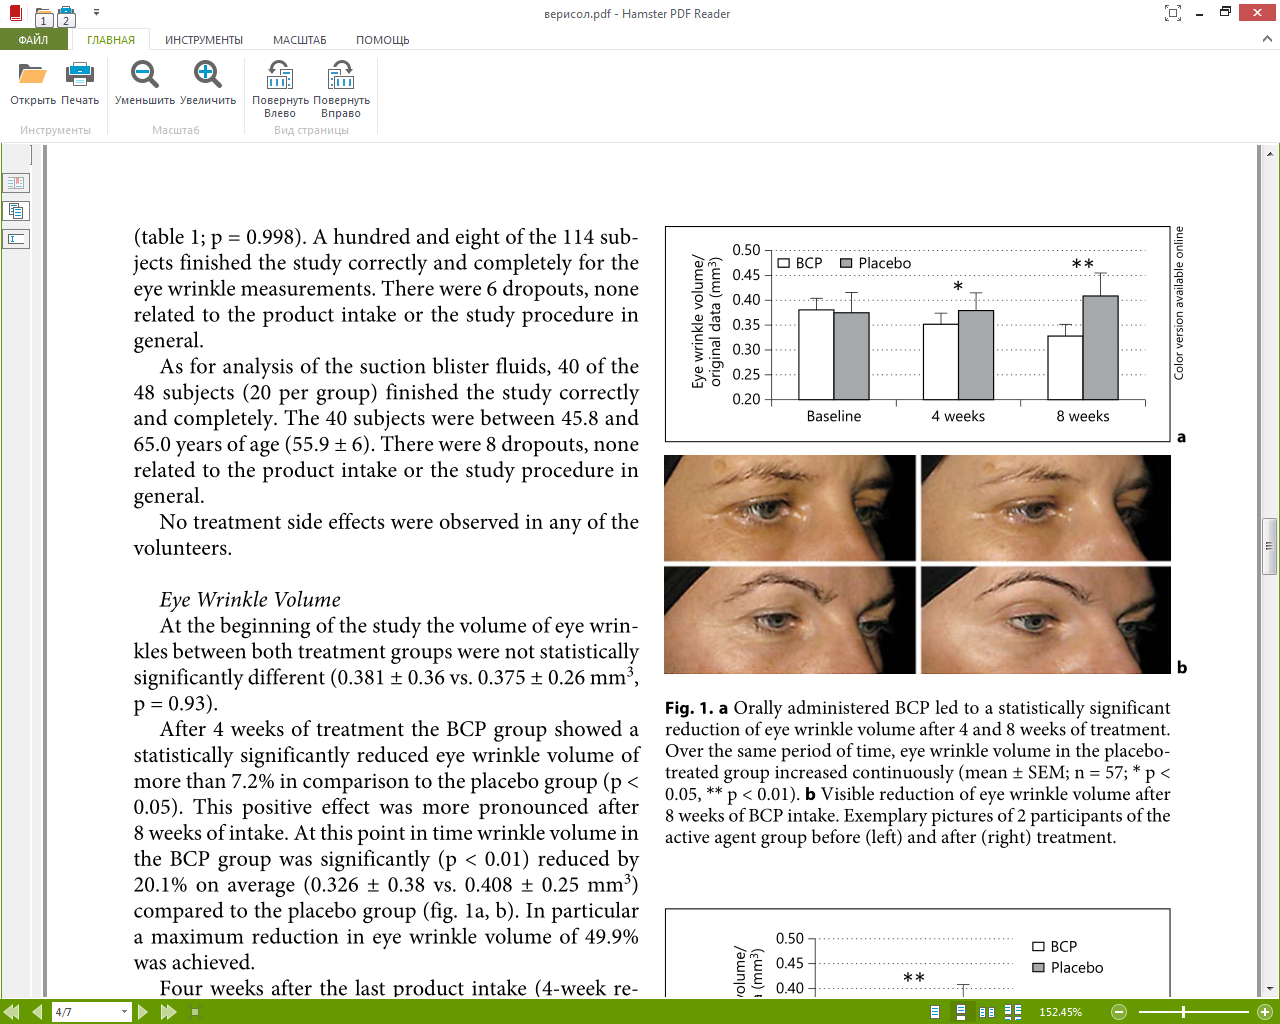 1
2
верисол.pdf - Hamster PDF Reader
ФАЙЛ
ГЛАВНАЯ
ИНСТРУМЕНТЫ
МАСШТАБ
ПОМОЩЬ
Открыть
Печать
Уменьшить
Увеличить
Повернуть
Влево
Повернуть
Вправо
Инструменты
Масштаб
Вид страницы
(table 1; p = 0.998). A hundred and eight of the 114 sub-
jects finished the study correctly and completely for the
eye wrinkle measurements. There were 6 dropouts, none
related to the product intake or the study procedure in
general.
As for analysis of the suction blister fluids, 40 of the
48 subjects (20 per group) finished the study correctly
and completely. The 40 subjects were between 45.8 and
65.0 years of age (55.9 ± 6). There were 8 dropouts, none
related to the product intake or the study procedure in
general.
No treatment side effects were observed in any of the
volunteers.
Eye Wrinkle Volume
At the beginning of the study the volume of eye wrin-
kles between both treatment groups were not statistically
significantly different (0.381 ± 0.36 vs. 0.375 ± 0.26 mm³,
p = 0.93).
After 4 weeks of treatment the BCP group showed a
statistically significantly reduced eye wrinkle volume of
more than 7.2% in comparison to the placebo group (p <
0.05). This positive effect was more pronounced after
8 weeks of intake. At this point in time wrinkle volume in
the BCP group was significantly (p < 0.01) reduced by
20.1% on average (0.326 ± 0.38 vs. 0.408 ± 0.25 mm³)
compared to the placebo group (fig. 1a, b). In particular
a maximum reduction in eye wrinkle volume of 49.9%
was achieved.
Four weeks after the last product intake (4-week re-
Eye wrinkle volume/
original data (mm³)
0.50
0.45
0.40
0.35
0.30
0.25
0.20
BCP
Placebo
*
**
Baseline
4 weeks
8 weeks
Color version available online
a
b
Fig. 1. a Orally administered BCP led to a statistically significant
reduction of eye wrinkle volume after 4 and 8 weeks of treatment.
Over the same period of time, eye wrinkle volume in the placebo-
treated group increased continuously (mean ± SEM; n = 57; * p <
0.05, ** p < 0.01). b Visible reduction of eye wrinkle volume after
8 weeks of BCP intake. Exemplary pictures of 2 participants of the
active agent group before (left) and after (right) treatment.
0.50
0.45
0.40
**
BCP
Placebo
4/7
152.45%